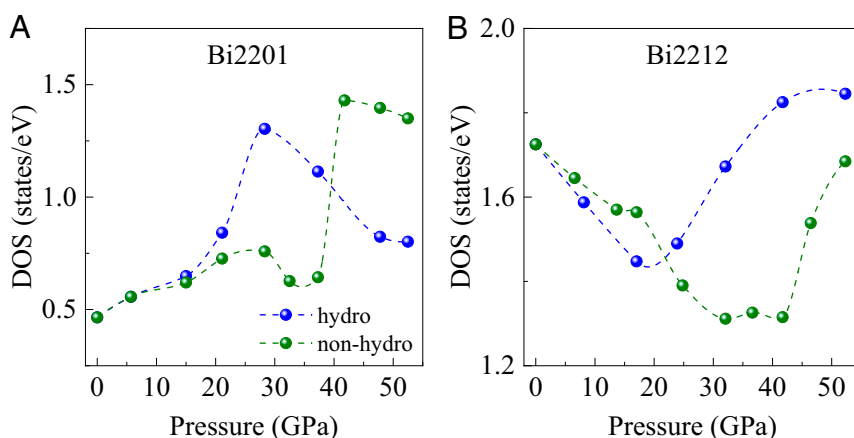 A
Bi2201
1.5
1.0
0.5
DOS (states/eV)
hydro
non-hydro
0 10 20 30 40 50
Pressure (GPa)
B
Bi2212
2.0
1.6
1.2
DOS (states/eV)
0 10 20 30 40 50
Pressure (GPa)